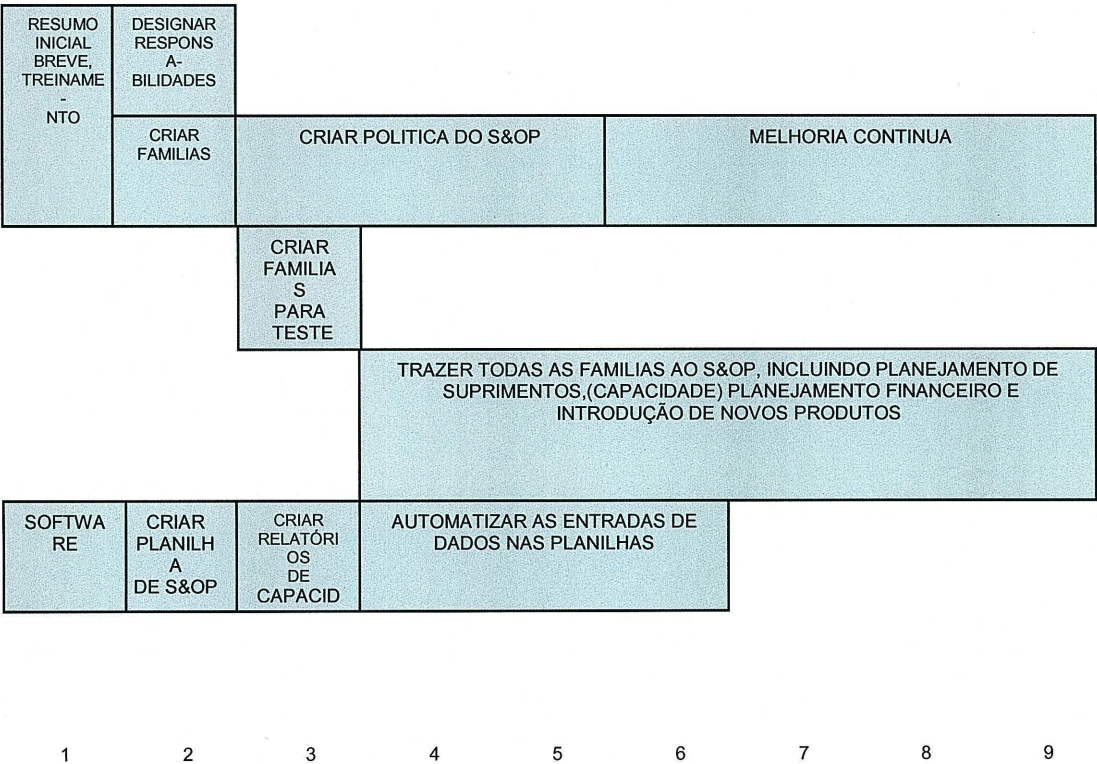 RESUMO
INICIAL
BREVE,
TREINAME
-
NTO
DESIGNAR
RESPONS
A-
BILIDADES
CRIAR
FAMILIAS
CRIAR POLITICA DO S&OP
MELHORIA CONTINUA
CRIAR
FAMILIA
S
PARA
TESTE
TRAZER TODAS AS FAMILIAS AO S&OP, INCLUINDO PLANEJAMENTO DE
SUPRIMENTOS,(CAPACIDADE) PLANEJAMENTO FINANCEIRO E
INTRODUÇÃO DE NOVOS PRODUTOS
SOFTWA
RE
CRIAR
PLANILH
A
DE S&OP
CRIAR
RELATÓRI
OS
DE
CAPACID
AUTOMATIZAR AS ENTRADAS DE
DADOS NAS PLANILHAS
1 2 3 4 5 6 7 8 9